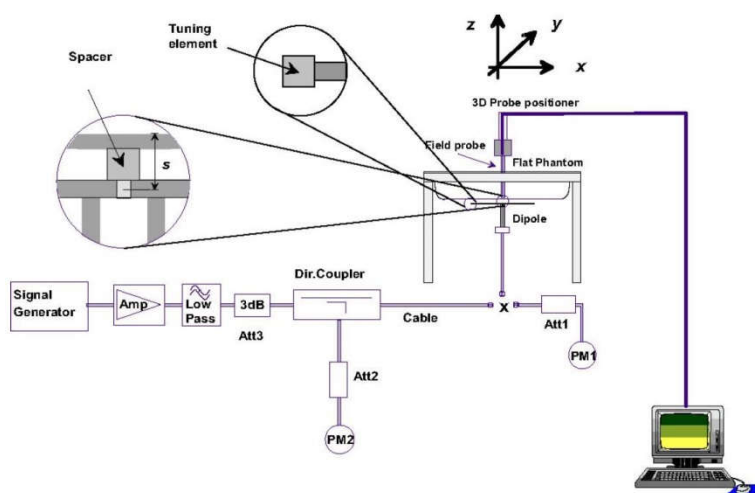 Tuning
element
Spacer
s
z
y
x
3D Probe positioner
Field probe
Flat Phantom
Dipole
Signal
Generator
Amp
Low
Pass
3dB
Att3
Dir.Coupler
Cable
x
Att1
PM1
Att2
PM2